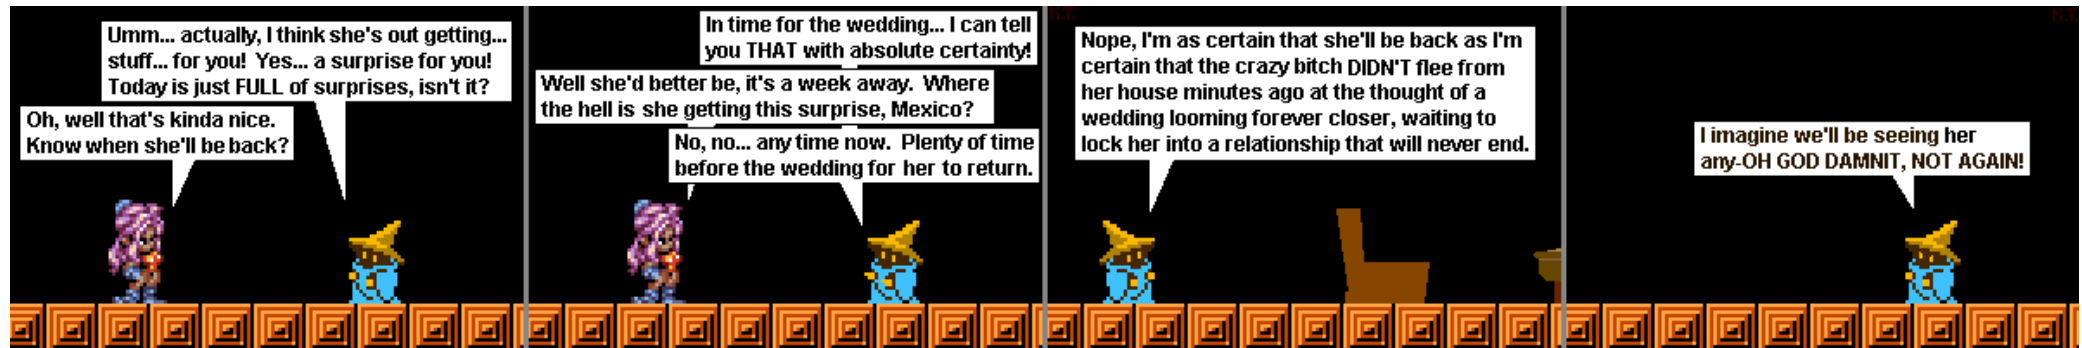 Umm... actually, I think she's out getting...
stuff... for you!  Yes... a surprise for you!
Today is just FULL of surprises, isn't it?
Oh, well that's kinda nice.
Know when she'll be back?
In time for the wedding... I can tell
you THAT with absolute certainty!
Well she'd better be, it's a week away.  Where
the hell is she getting this surprise, Mexico?
No, no... any time now.  Plenty of time
before the wedding for her to return.
K.T.
Nope, I'm as certain that she'll be back as I'm
certain that the crazy bitch DIDN'T flee from
her house minutes ago at the thought of a
wedding looming forever closer, waiting to
lock her into a relationship that will never end.
I imagine we'll be seeing her
any-OH GOD DAMNIT, NOT AGAIN!